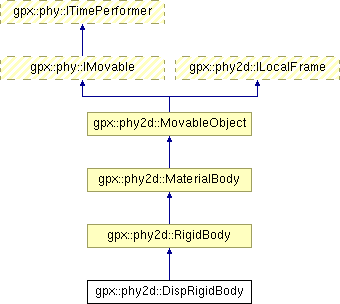 gpx::phy::ITimePerformer
gpx::phy::IMovable
gpx::phy2d::ILocalFrame
gpx::phy2d::MovableObject
gpx::phy2d::MaterialBody
gpx::phy2d::RigidBody
gpx::phy2d::DispRigidBody